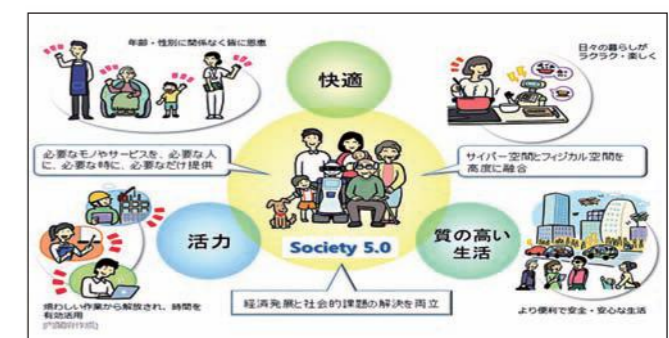 年齢・性別に関係なく皆に恩恵
快適
日々の暮らしが
ラクラク・楽しく
必要なモノやサービスを、必要な人
に、必要な時に、必要なだけ提供
サイバー空間とフィジカル空間を
高度に融合
活力
Society 5.0
質の高い
生活
経済発展と社会的課題の解決を両立
煩わしい作業から解放され、時間を
有効活用
より便利で安全・安心な生活